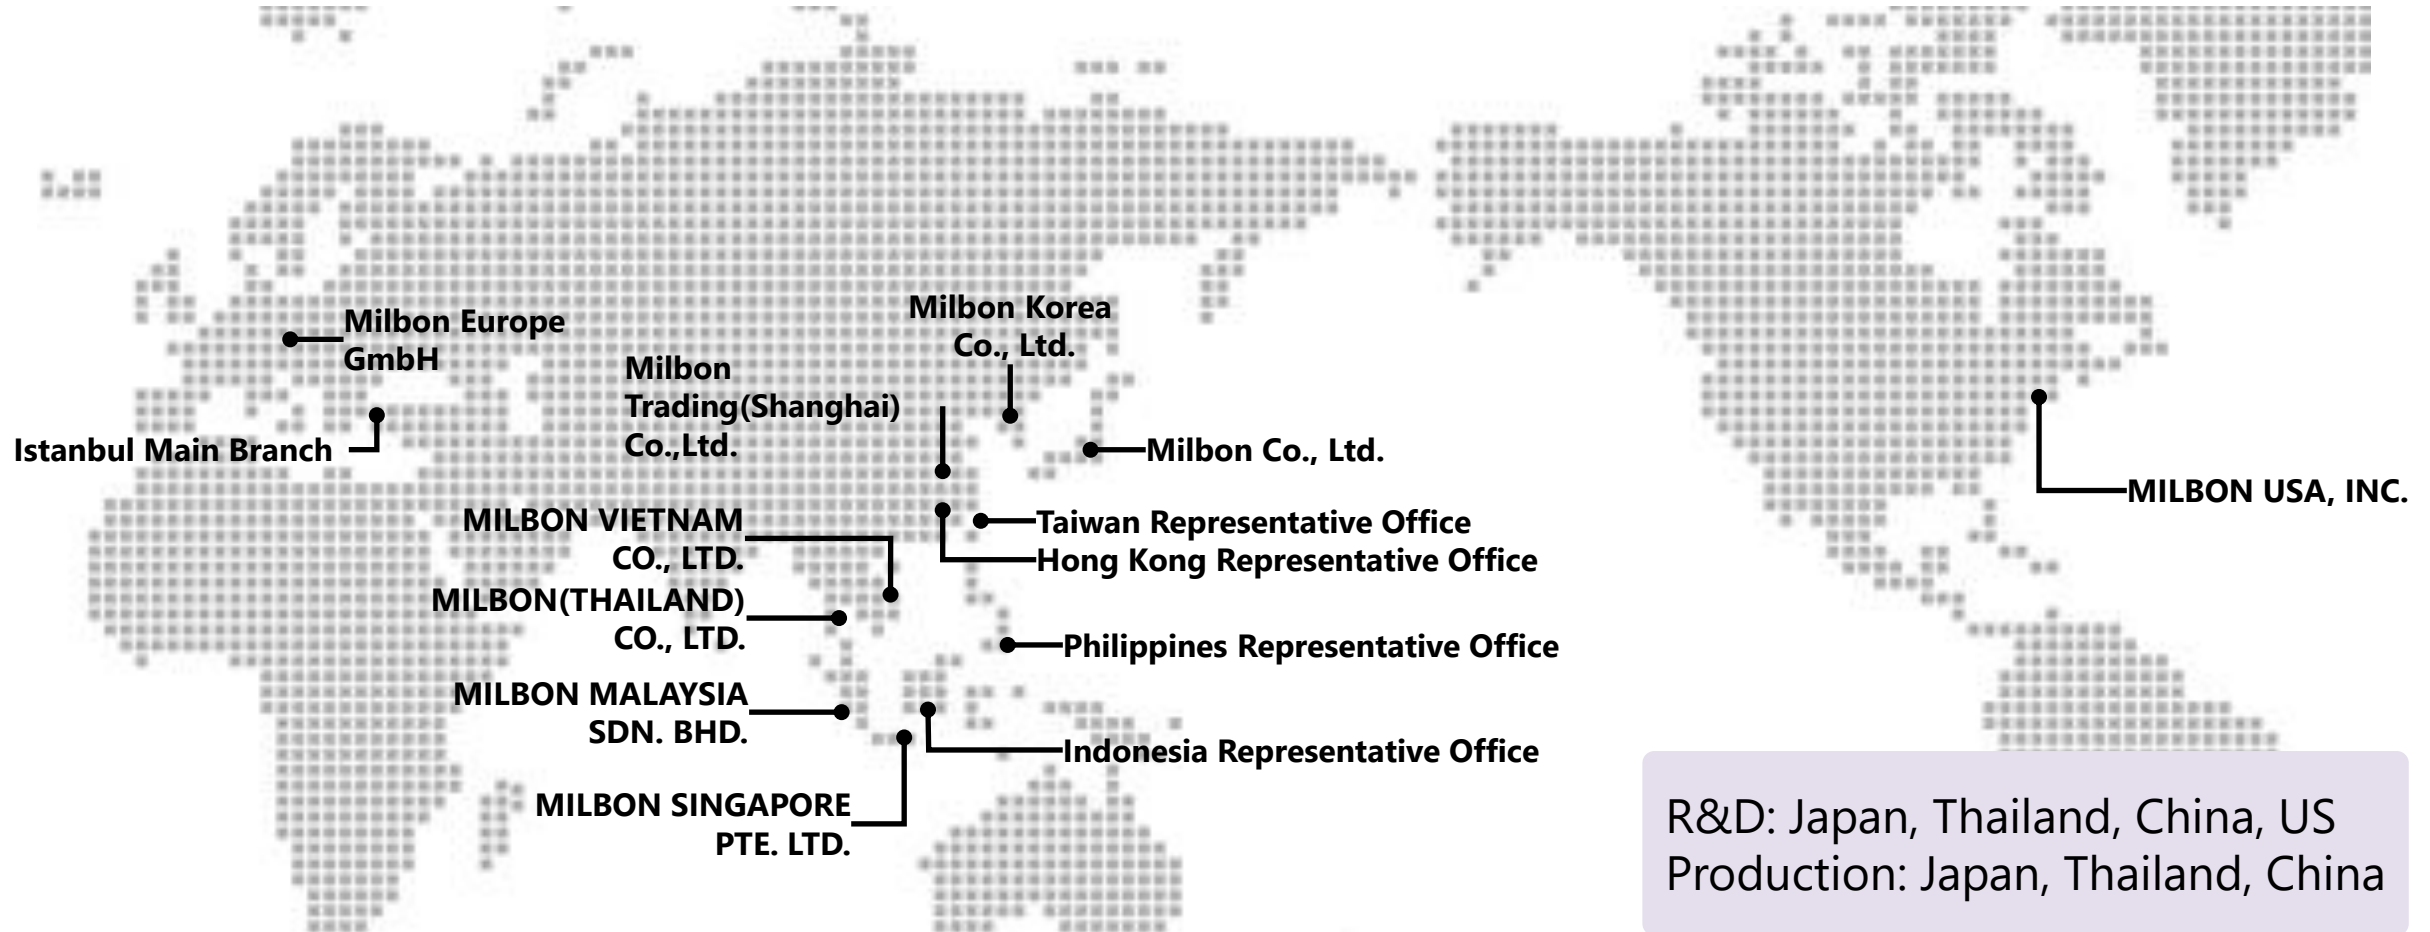 Milbon Europe
GmbH
Istanbul Main Branch
Milbon
Trading(Shanghai)
Co.,Ltd.
Milbon Korea
Co., Ltd.
Milbon Co., Ltd.
MILBON USA, INC.
Taiwan Representative Office
Hong Kong Representative Office
MILBON VIETNAM
CO., LTD.
MILBON(THAILAND)
CO., LTD.
Philippines Representative Office
MILBON MALAYSIA
SDN. BHD.
Indonesia Representative Office
MILBON SINGAPORE
PTE. LTD.
R&D: Japan, Thailand, China, US
Production: Japan, Thailand, China